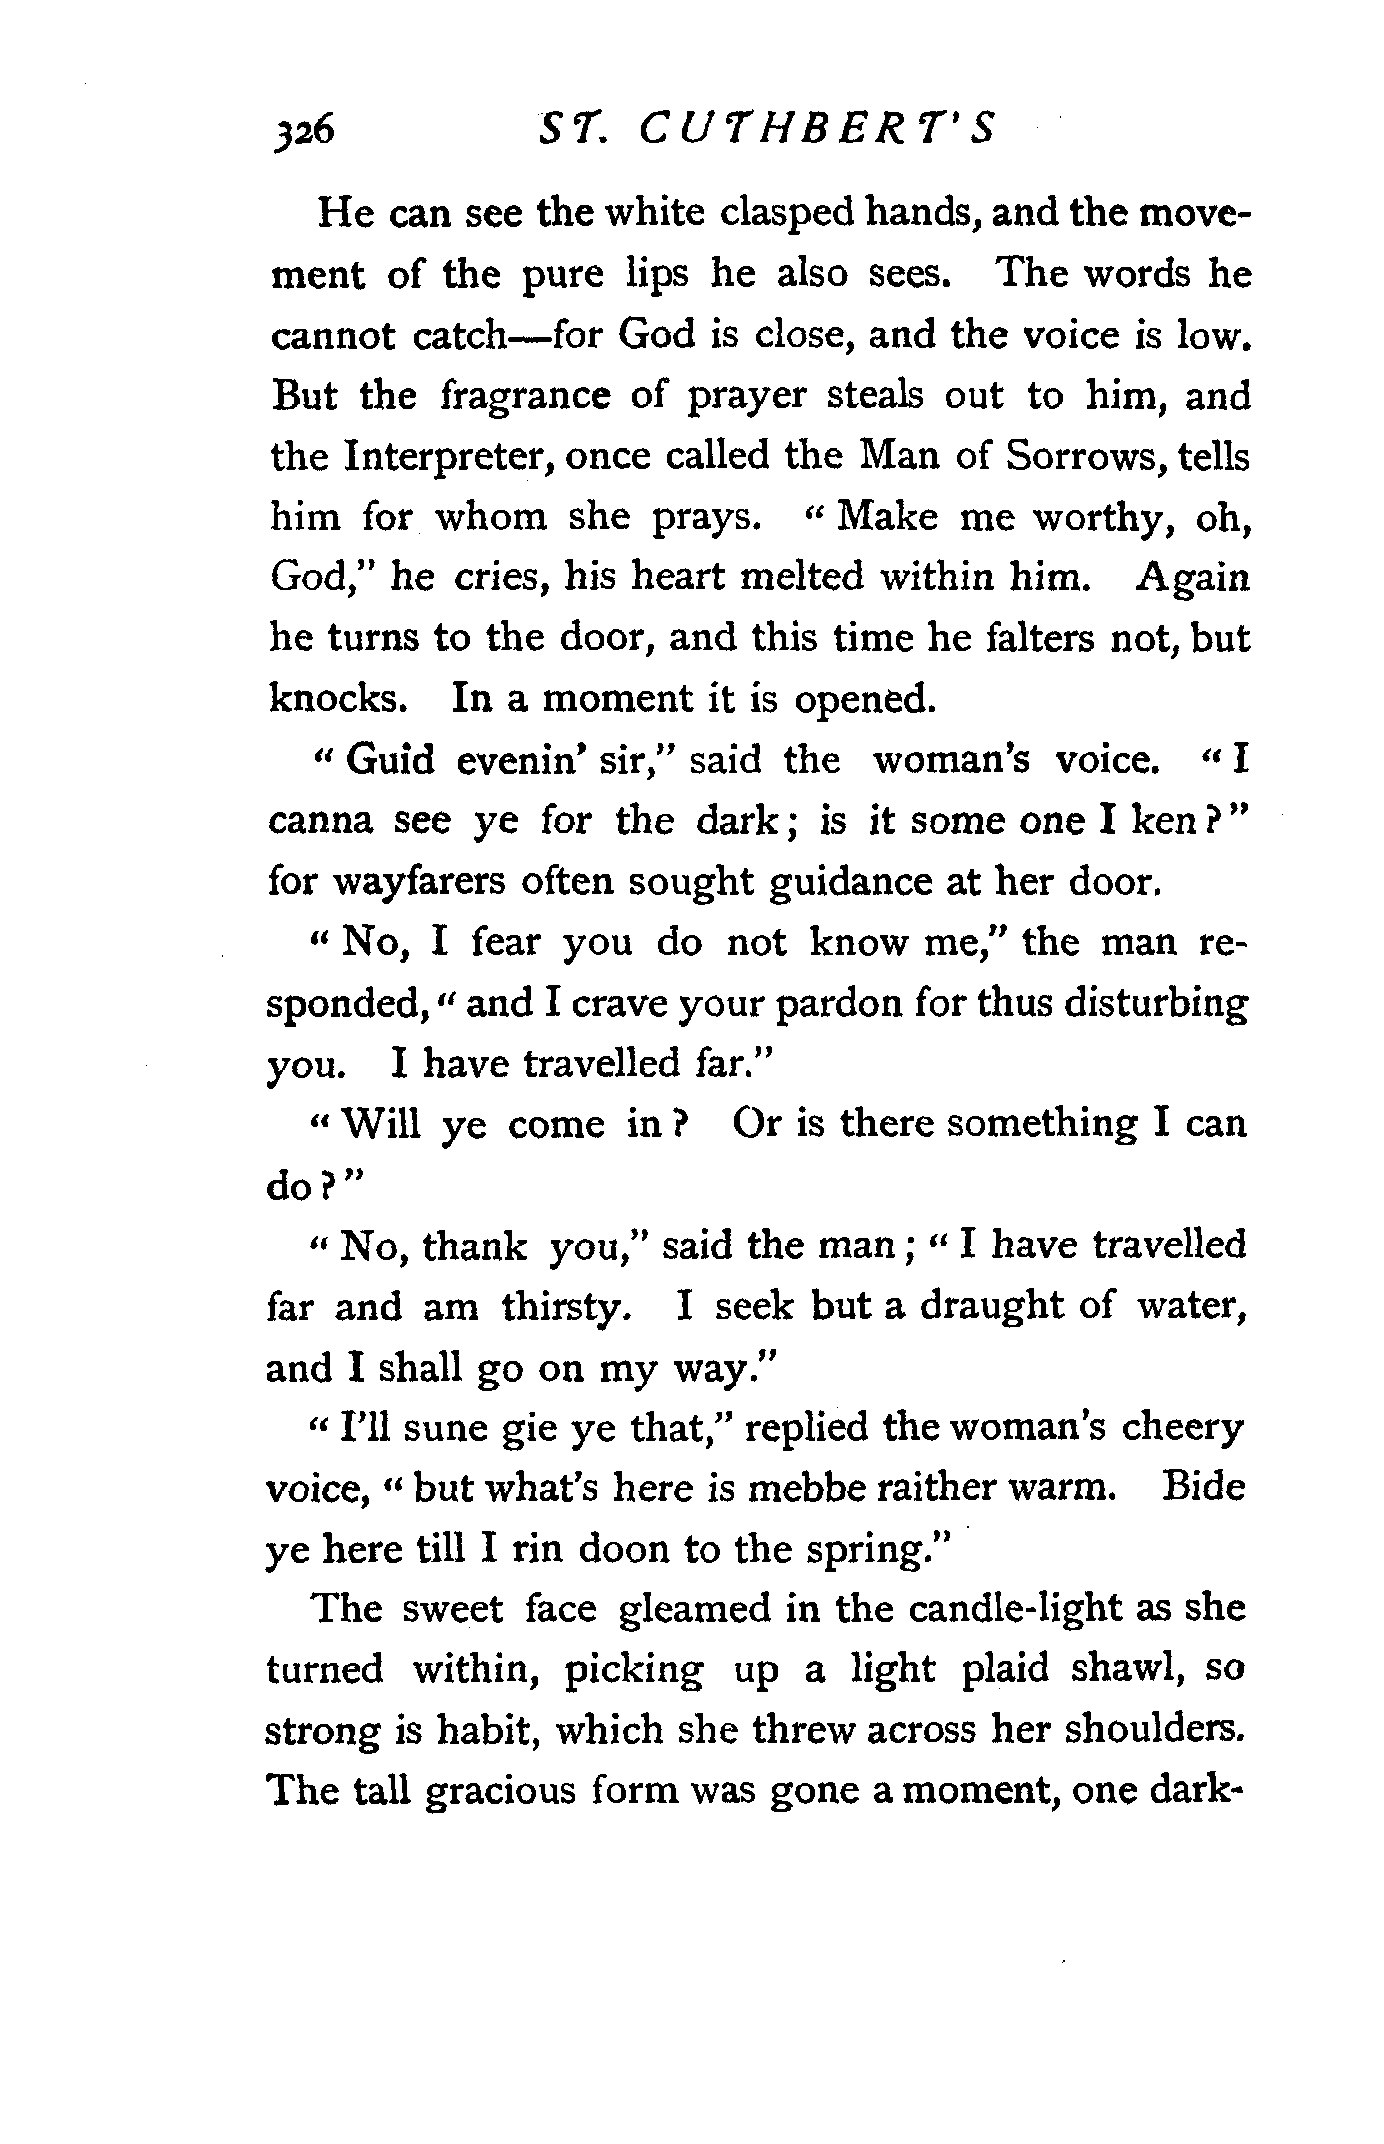 326 ST. CUTHBERT'S
He can see the white clasped hands, and the move-
ment of the pure lips he also sees. The words he
cannot catch—for God is close, and the voice is low.
But the fragrance of prayer steals out to him, and
the Interpreter, once called the Man of Sorrows, tells
him for whom she prays. "Make me worthy, oh,
God," he cries, his heart melted within him. Again
he turns to the door, and this time he falters not, but
knocks. In a moment it is opened.
"Guid evenin' sir," said the woman's voice. "I
canna see ye for the dark; is it some one I ken?"
for wayfarers often sought guidance at her door.
"No, I fear you do not know me," the man re-
sponded, "and I crave your pardon for thus disturbing
you. I have travelled far."
"Will ye come in? Or is there something I can
do?"
"No, thank you," said the man; "I have travelled
far and am thirsty. I seek but a draught of water,
and I shall go on my way."
"I'll sune gie ye that," replied the woman's cheery
voice, "but what's here is mebbe raither warm. Bide
ye here till I rin doon to the spring."
The sweet face gleamed in the candle-light as she
turned within, picking up a light plaid shawl, so
strong is habit, which she threw across her shoulders.
The tall gracious form was gone a moment, one dark-